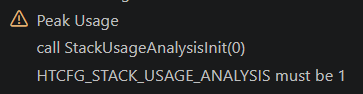 Peak Usage
call StackUsageAnalysisInit(0)
HTCFG_STACK_USAGE_ANALYSIS must be 1